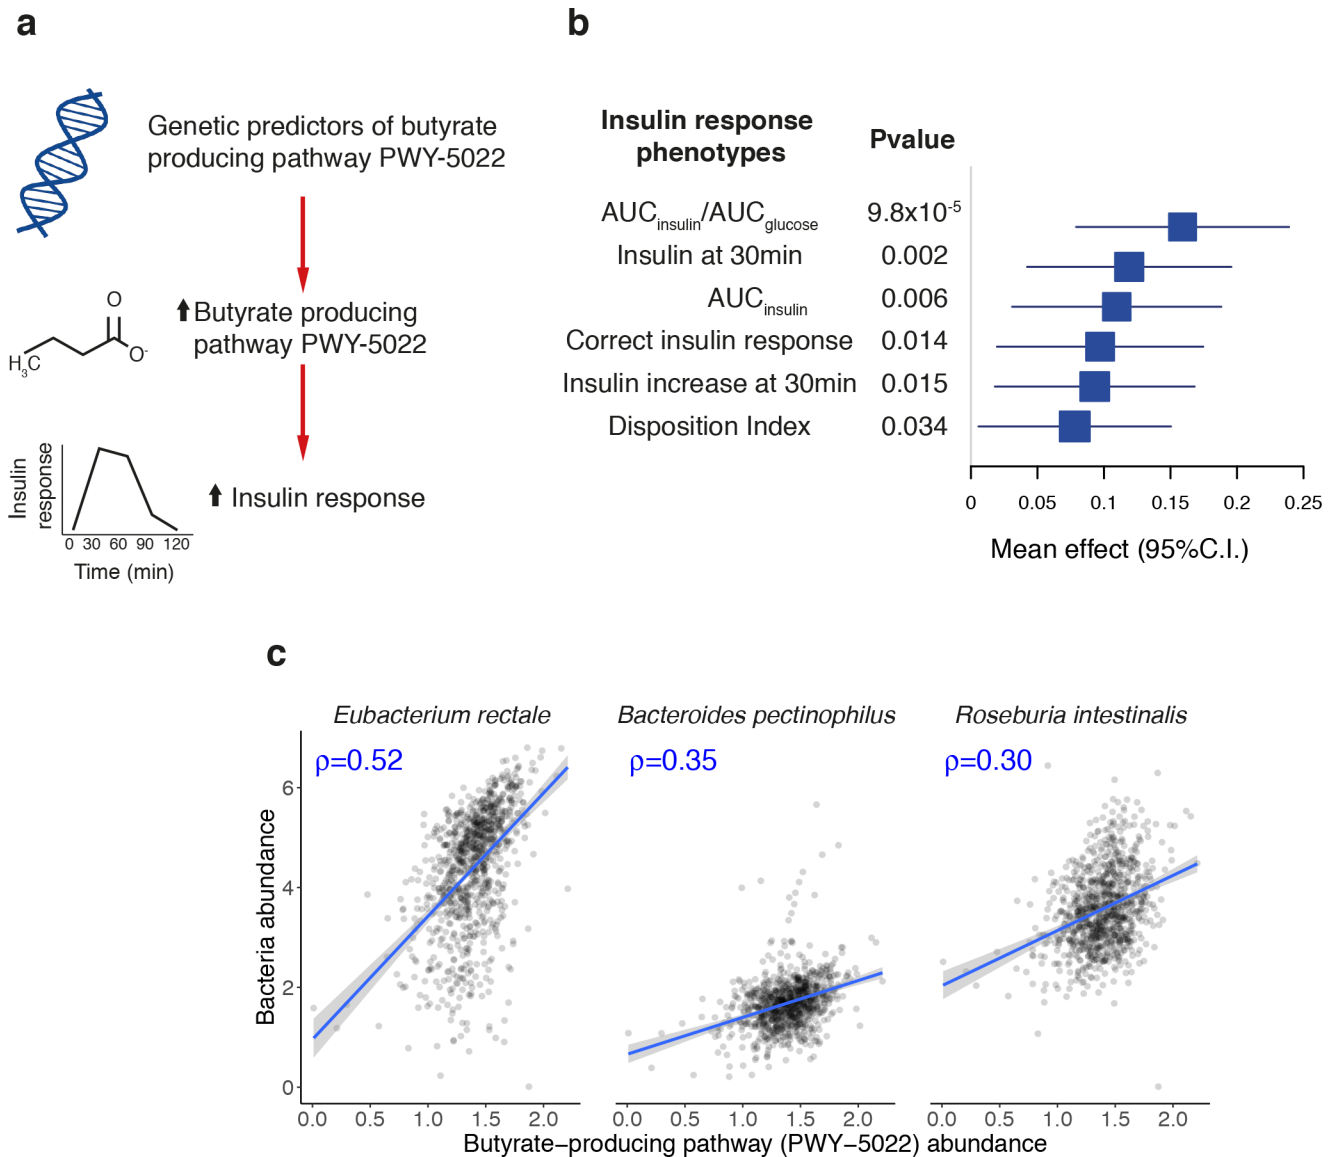 a
Genetic predictors of butyrate
producing pathway PWY-5022
O
O-
H3C
Butyrate producing
pathway PWY-5022
Insulin
response
0 30 60 90 120
Time (min)
Insulin response
b
Insulin response
phenotypes
Pvalue
AUCinsulin/AUCglucose 9.8x10-5
Insulin at 30min 0.002
AUCinsulin 0.006
Correct insulin response 0.014
Insulin increase at 30min 0.015
Disposition Index 0.034
0 0.05 0.1 0.15 0.2 0.25
Mean effect (95%C.I.)
c
Eubacterium rectale
Bacteroides pectinophilus
Roseburia intestinalis
ρ=0.52
ρ=0.35
ρ=0.30
Bacteria abundance
6
4
2
0
0.0 0.5 1.0 1.5 2.0
0.0 0.5 1.0 1.5 2.0
0.0 0.5 1.0 1.5 2.0
Butyrate−producing pathway (PWY−5022) abundance